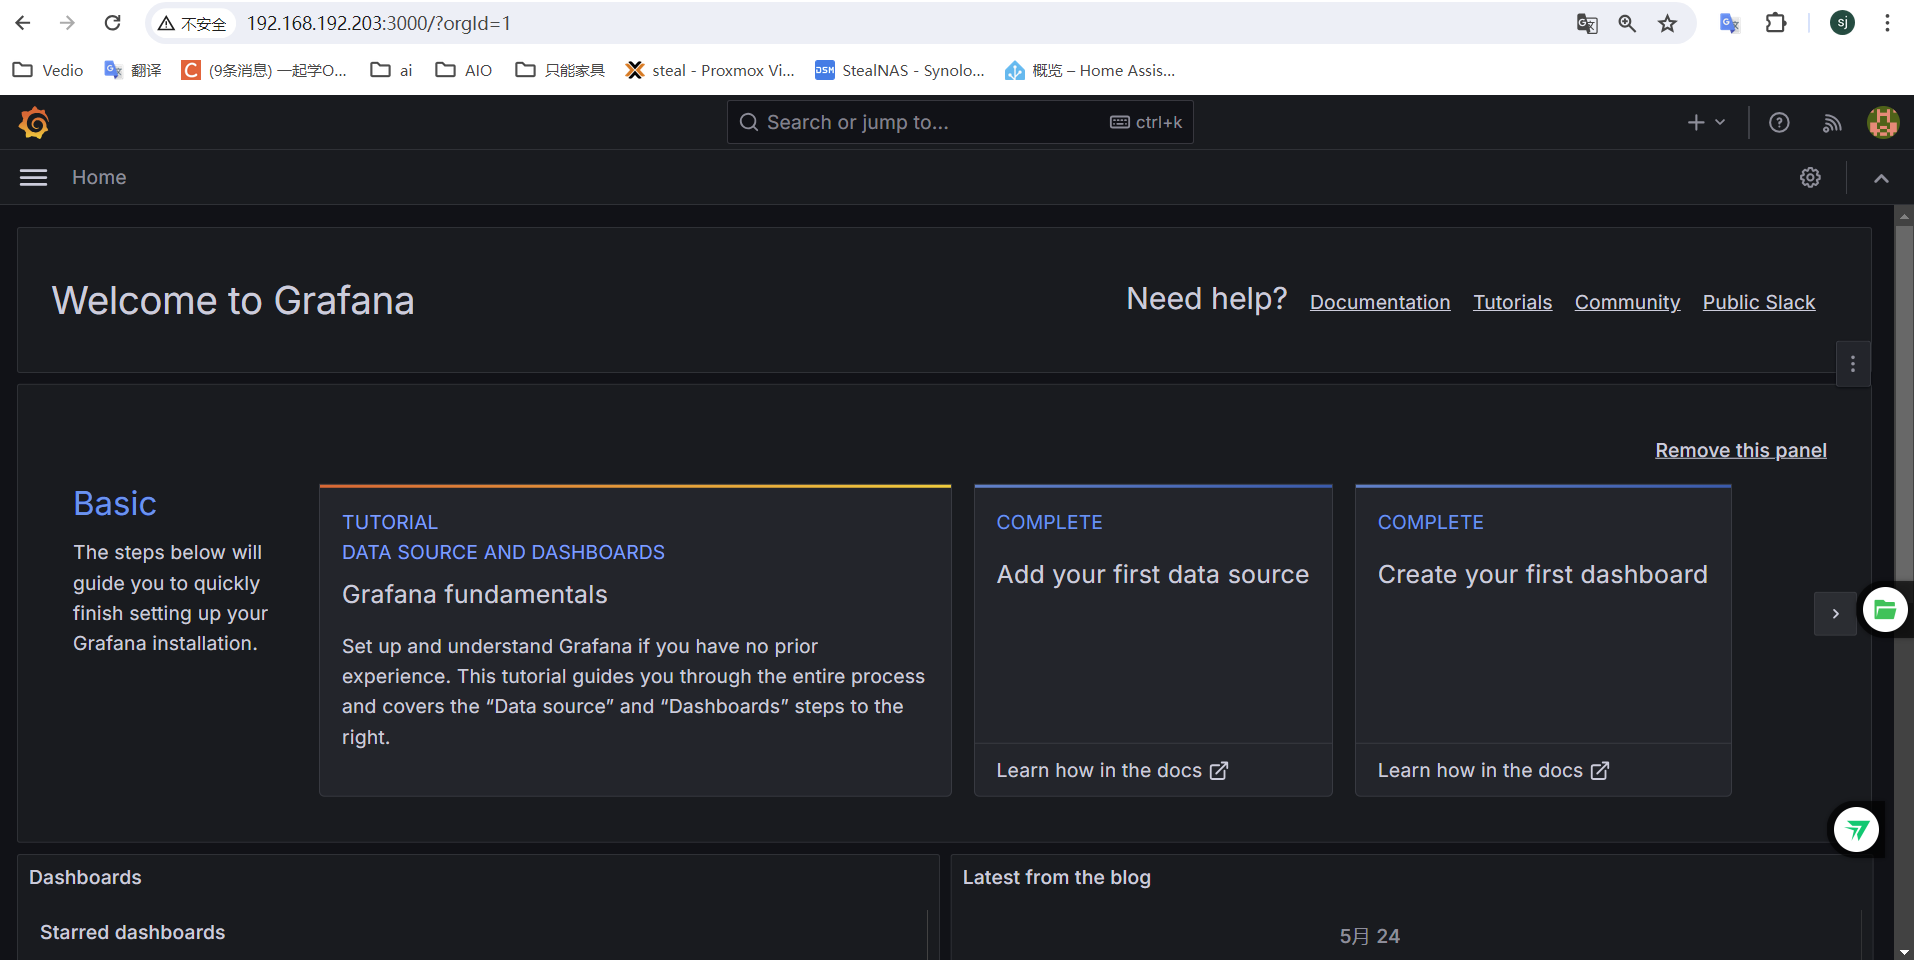 不安全 192.168.192.203:3000/?orgId=1
sj
Vedio 翻译 (9条消息) 一起学O... ai AIO 只能家具 steal - Proxmox Vi... StealNAS - Synolo... 概览 – Home Assis...
Search or jump to... ctrl+k
Home
Welcome to Grafana
Need help? Documentation Tutorials Community Public Slack
Remove this panel
Basic
The steps below will
guide you to quickly
finish setting up your
Grafana installation.
TUTORIAL
DATA SOURCE AND DASHBOARDS
Grafana fundamentals
Set up and understand Grafana if you have no prior
experience. This tutorial guides you through the entire process
and covers the “Data source” and “Dashboards” steps to the
right.
COMPLETE
Add your first data source
Learn how in the docs
COMPLETE
Create your first dashboard
Learn how in the docs
Dashboards
Starred dashboards
Latest from the blog
5月 24